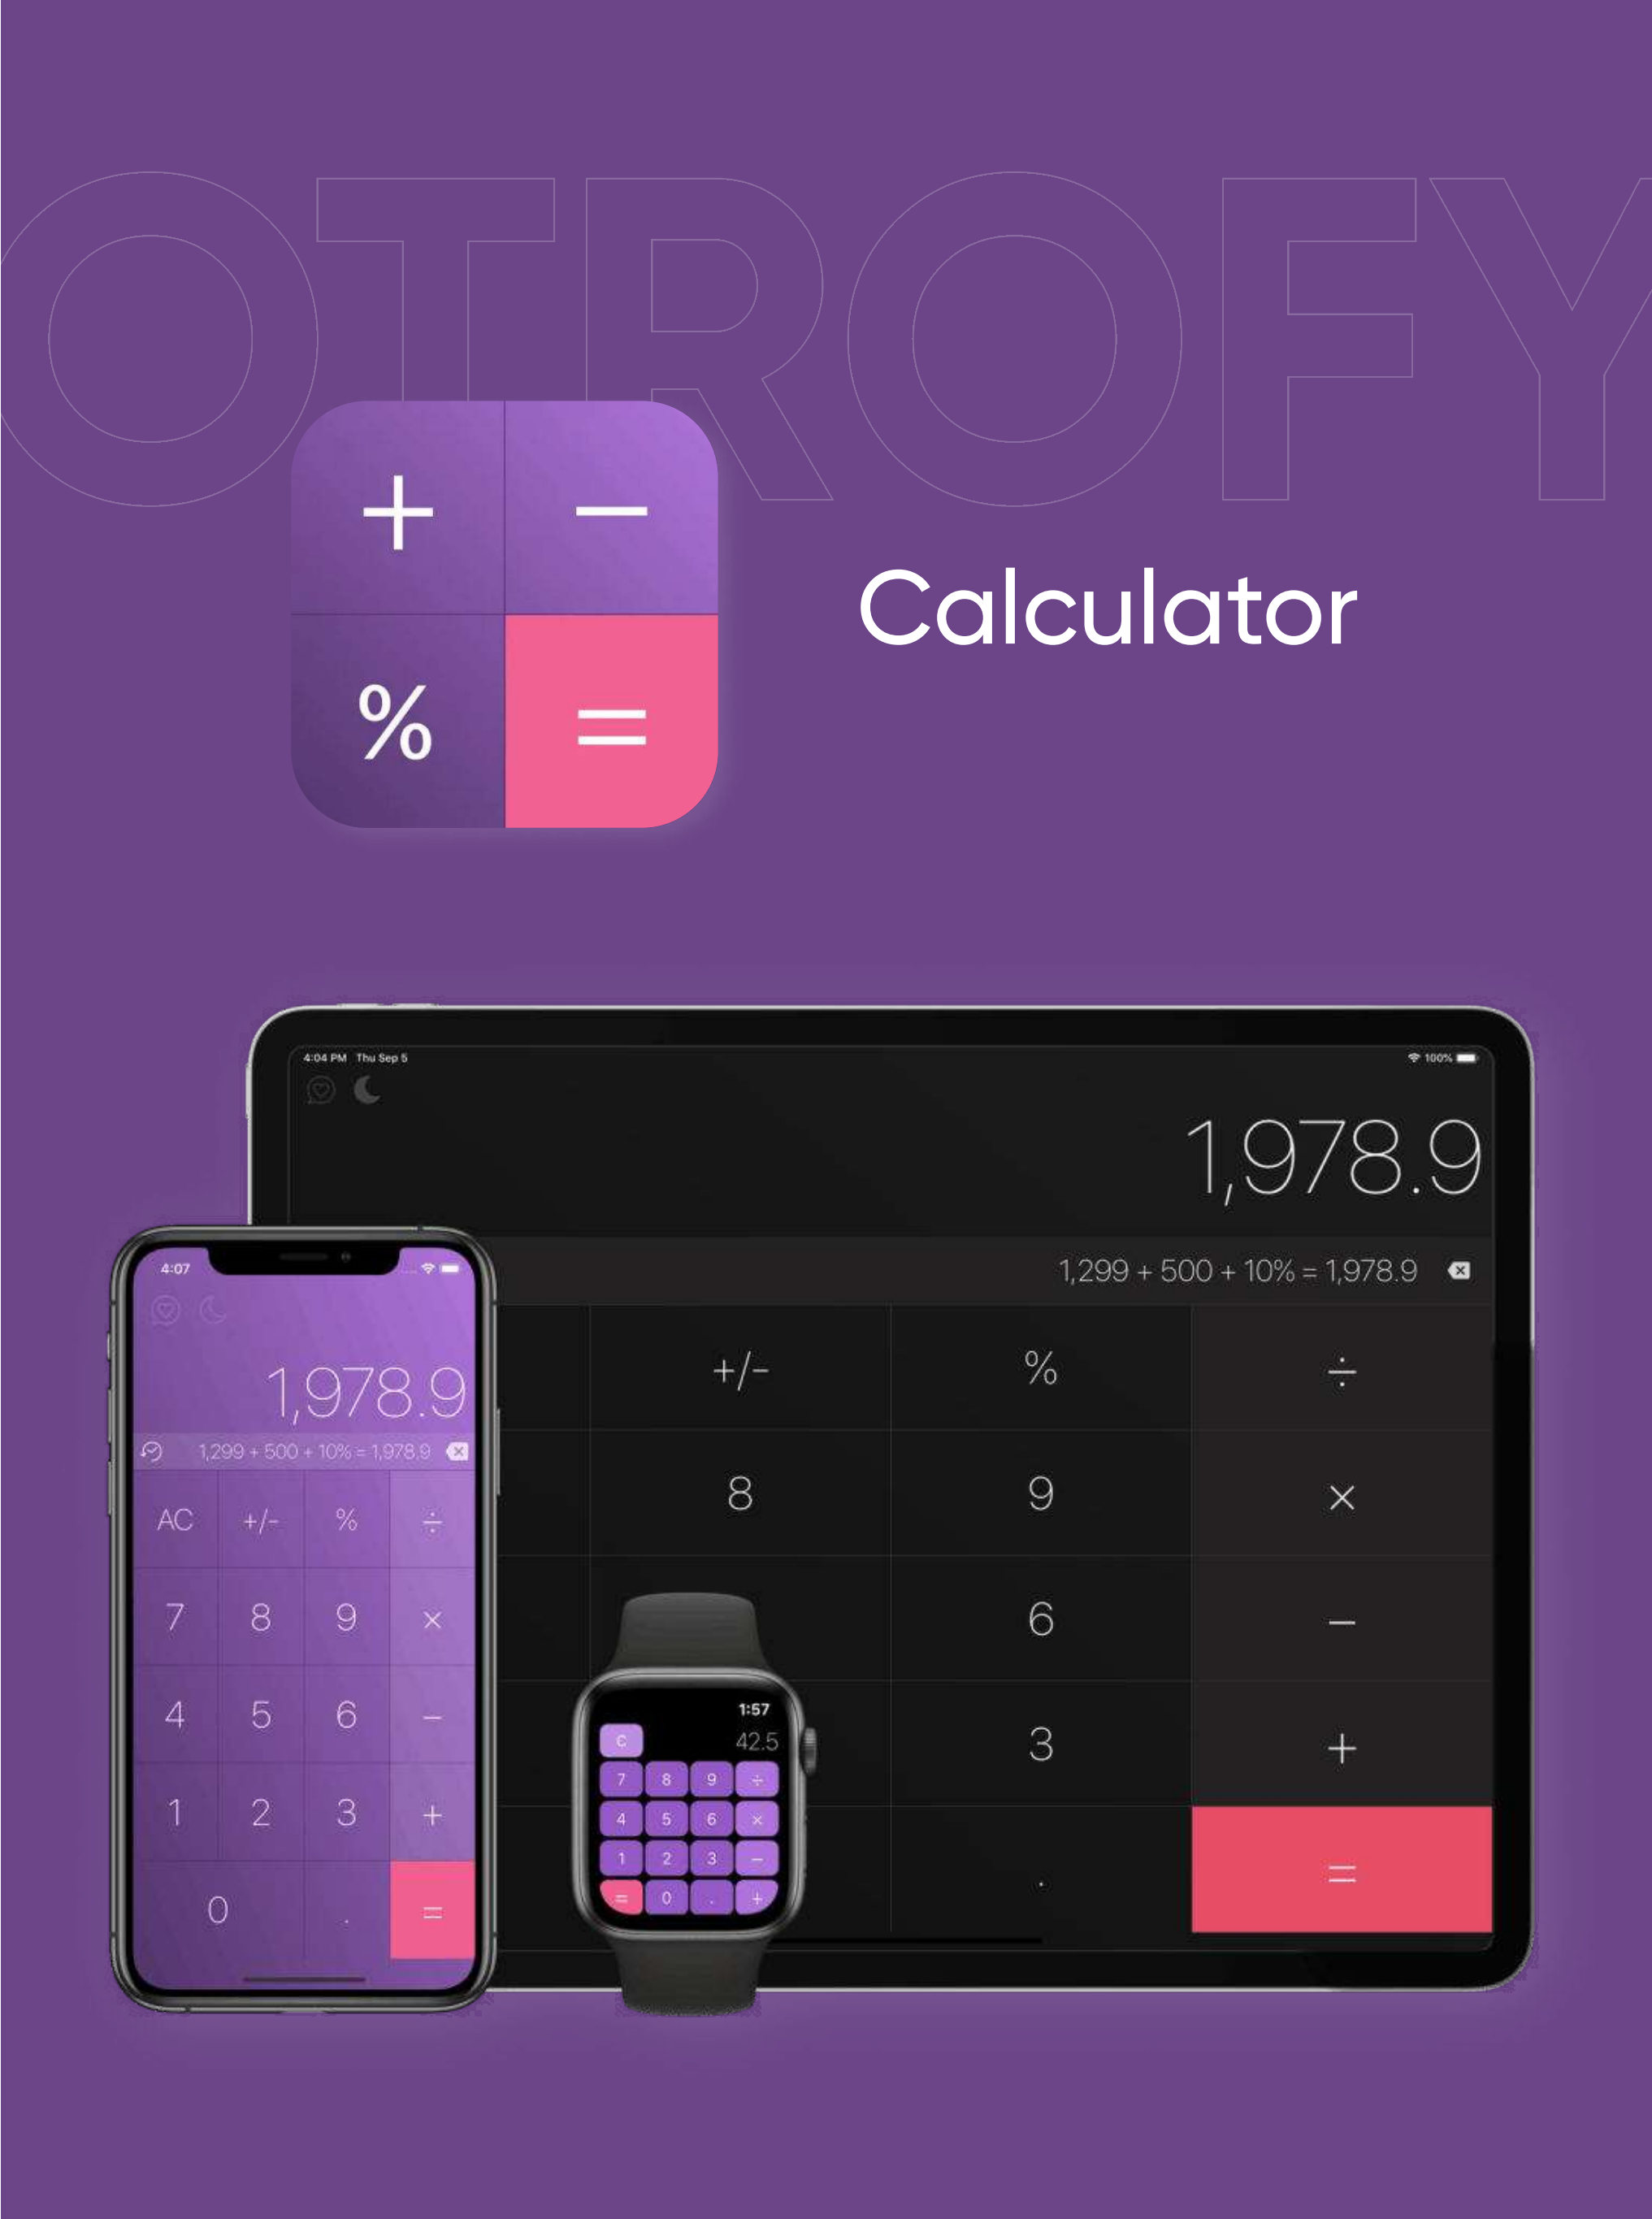 OTROFY
+ −
Calculator
% =
4:04 PM Thu Sep 5
100%
1,978.9
1,299 + 500 + 10% = 1,978.9
+/- % ÷
8 9 ×
6 −
3 +
. =
4:07
1,978.9
1,299 + 500 + 10% = 1,978.9
AC +/- % ÷
7 8 9 ×
4 5 6 −
1 2 3 +
0 . =
1:57
C 42.5
7 8 9 ÷
4 5 6 ×
1 2 3 −
= 0 . +